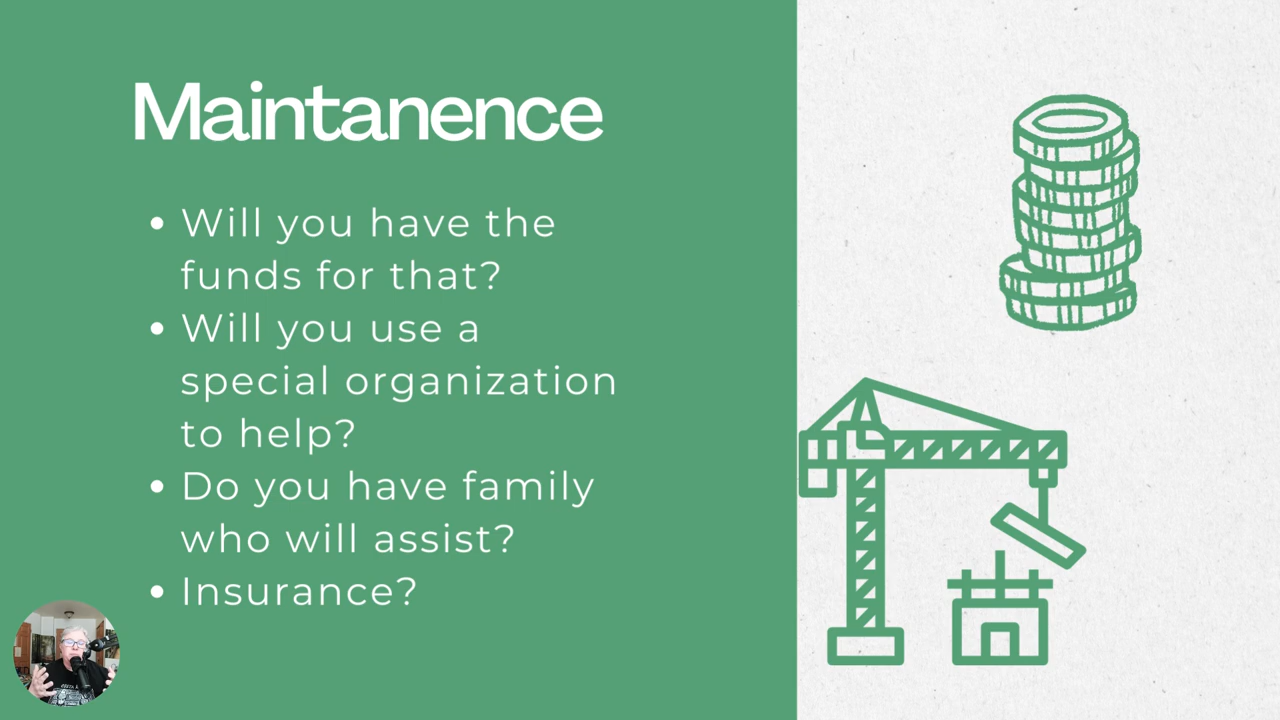 Maintanence
• Will you have the
funds for that?
• Will you use a
special organization
to help?
• Do you have family
who will assist?
• Insurance?